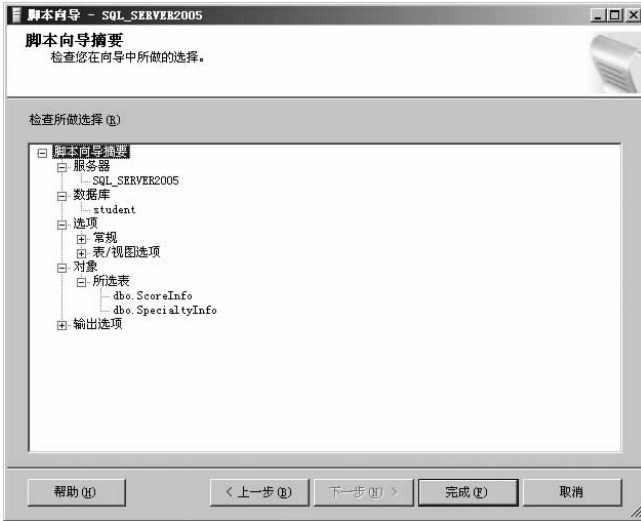 脚本向导 - SQL_SERVER2005
脚本向导摘要
检查您在向导中所做的选择。
检查所做选择(R)
脚本向导摘要
服务器
SQL_SERVER2005
数据库
student
选项
常规
表/视图选项
对象
所选表
dbo.ScoreInfo
dbo.SpecialtyInfo
输出选项
帮助(H)
< 上一步(B)
下一步(N) >
完成(F)
取消